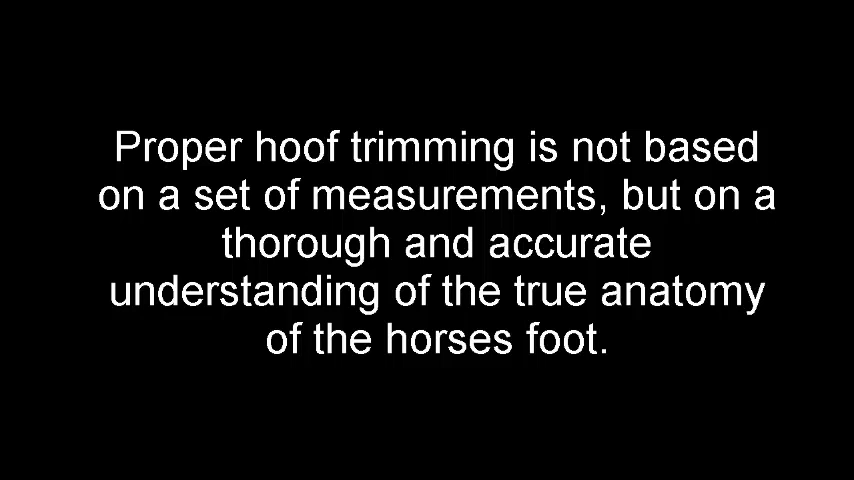 Proper hoof trimming is not based
on a set of measurements, but on a
thorough and accurate
understanding of the true anatomy
of the horses foot.